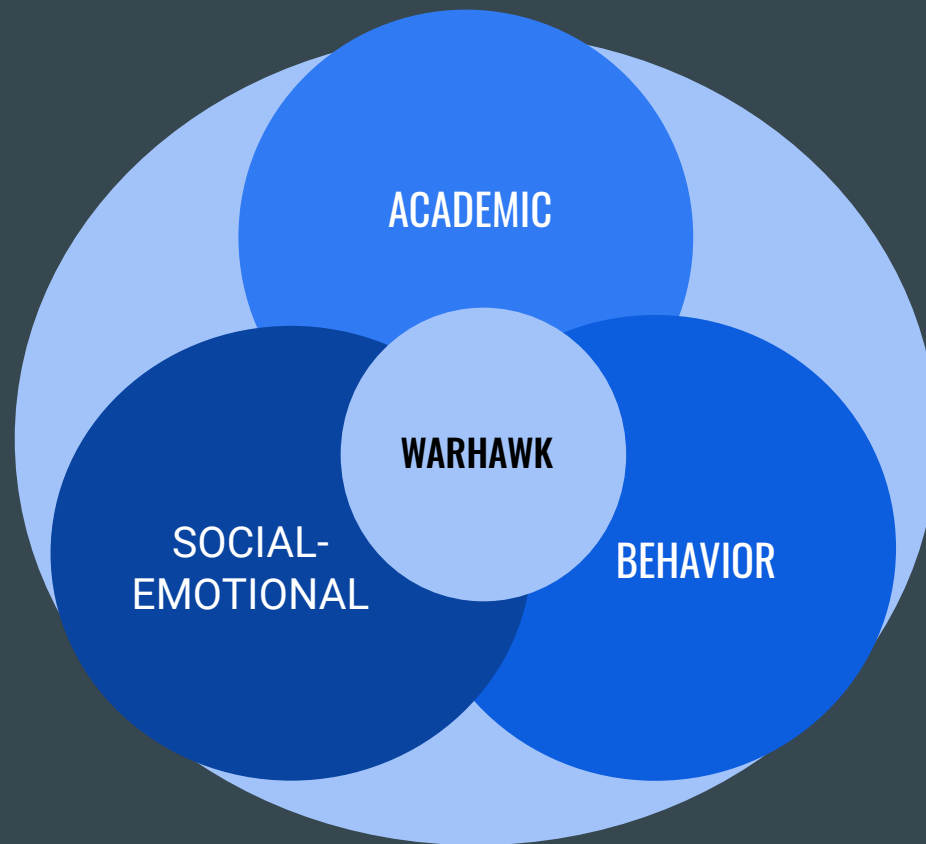 ACADEMIC
WARHAWK
SOCIAL-
EMOTIONAL
BEHAVIOR